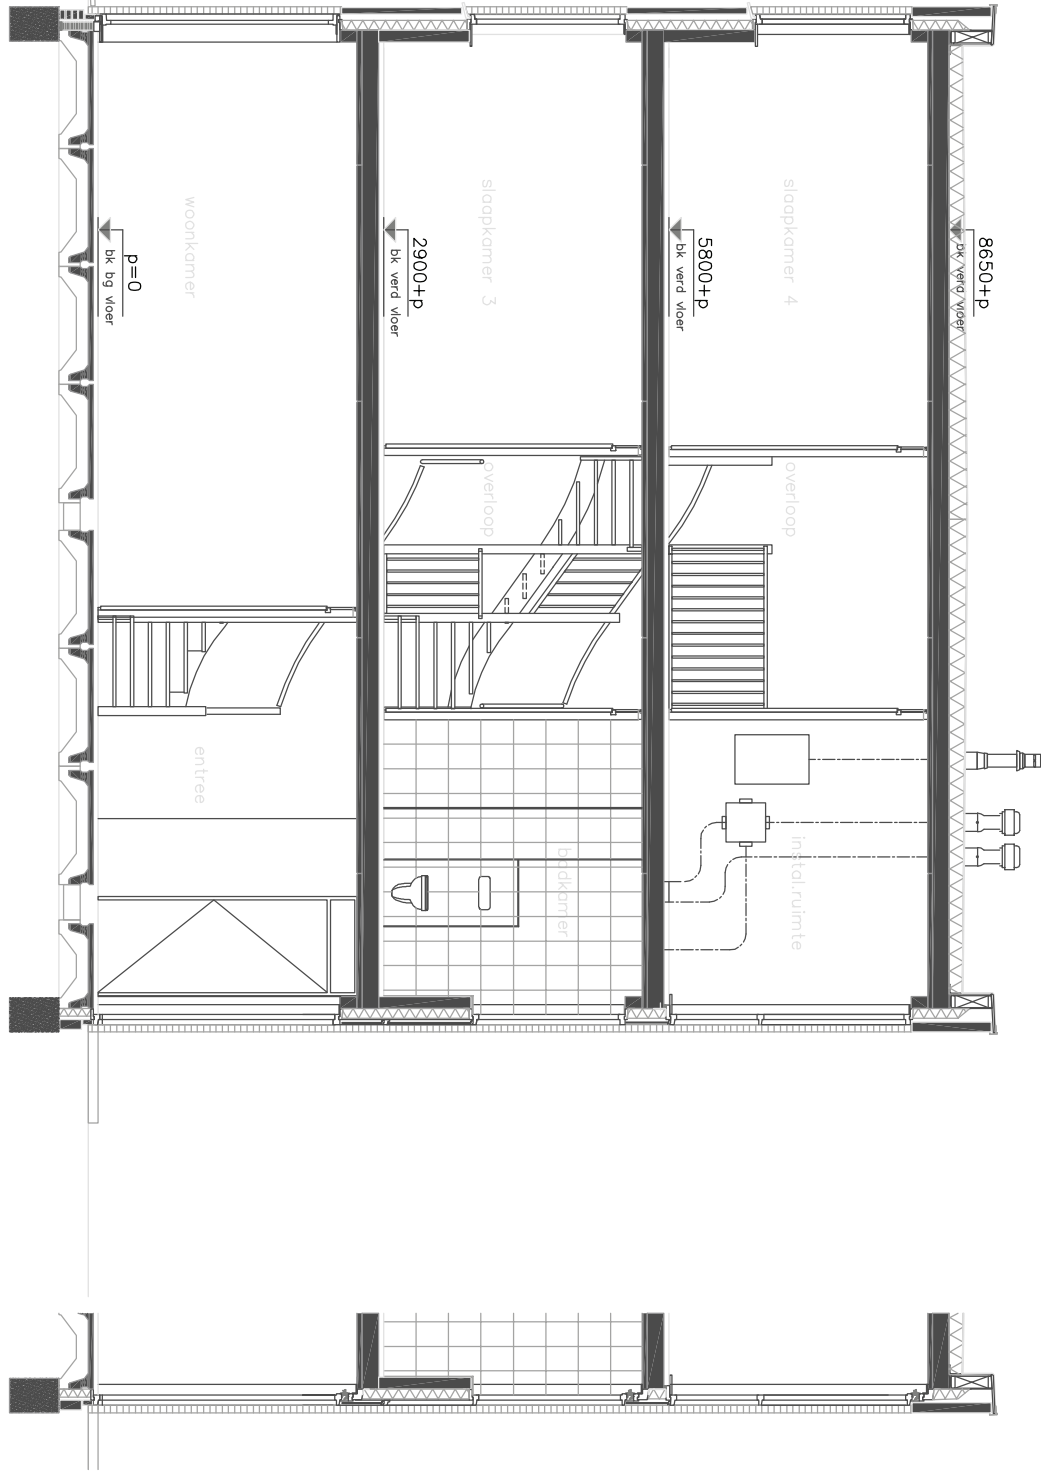 8650+p
bk verd vloer
slaapkamer 4
5800+p
bk verd vloer
overloop
instal.ruimte
slaapkamer 3
2900+p
bk verd vloer
overloop
badkamer
woonkamer
p=0
bk bg vloer
entree